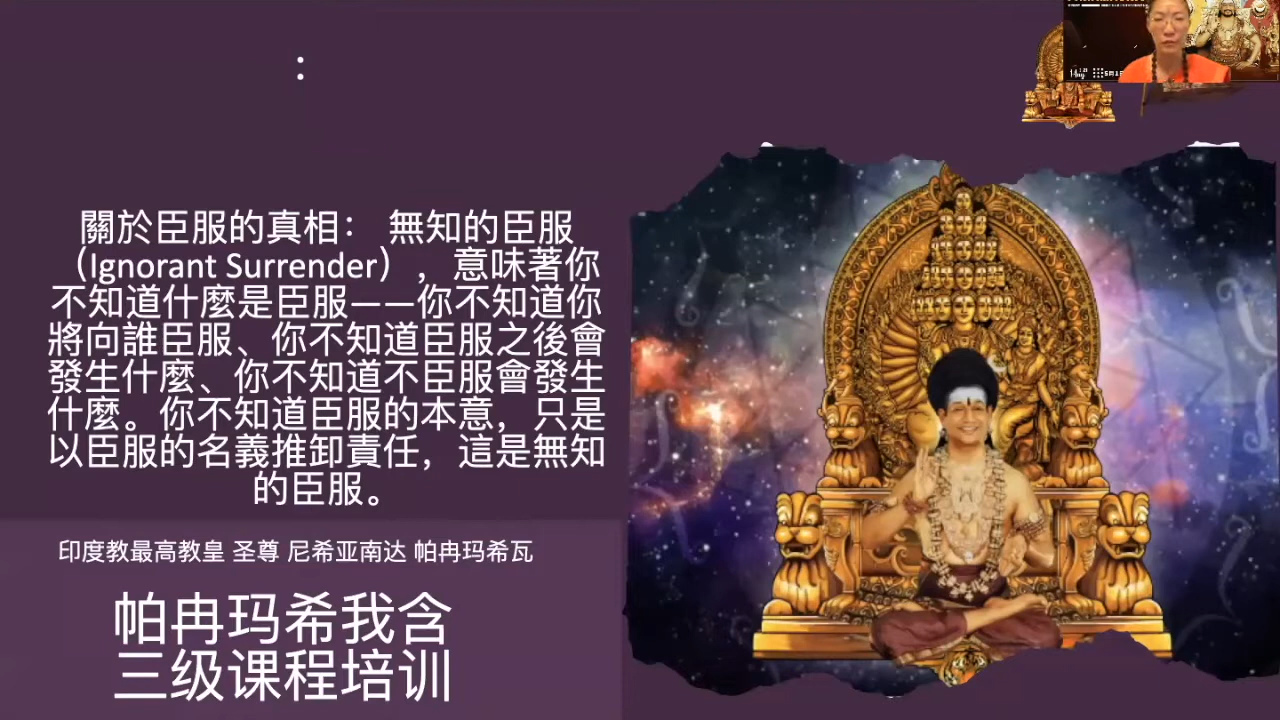 :
關於臣服的真相： 無知的臣服
（Ignorant Surrender），意味著你
不知道什麼是臣服——你不知道你
將向誰臣服、你不知道臣服之後會
發生什麼、你不知道不臣服會發生
什麼。你不知道臣服的本意，只是
以臣服的名義推卸責任，這是無知
的臣服。
印度教最高教皇 圣尊 尼希亚南达 帕冉玛希瓦
帕冉玛希我含
三级课程培训